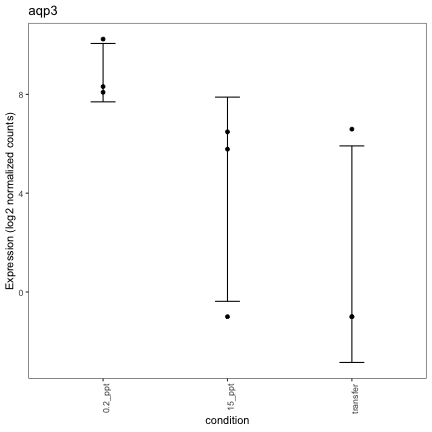 aqp3
Expression (log2 normalized counts)
8
4
0
0.2_ppt
15_ppt
transfer
condition